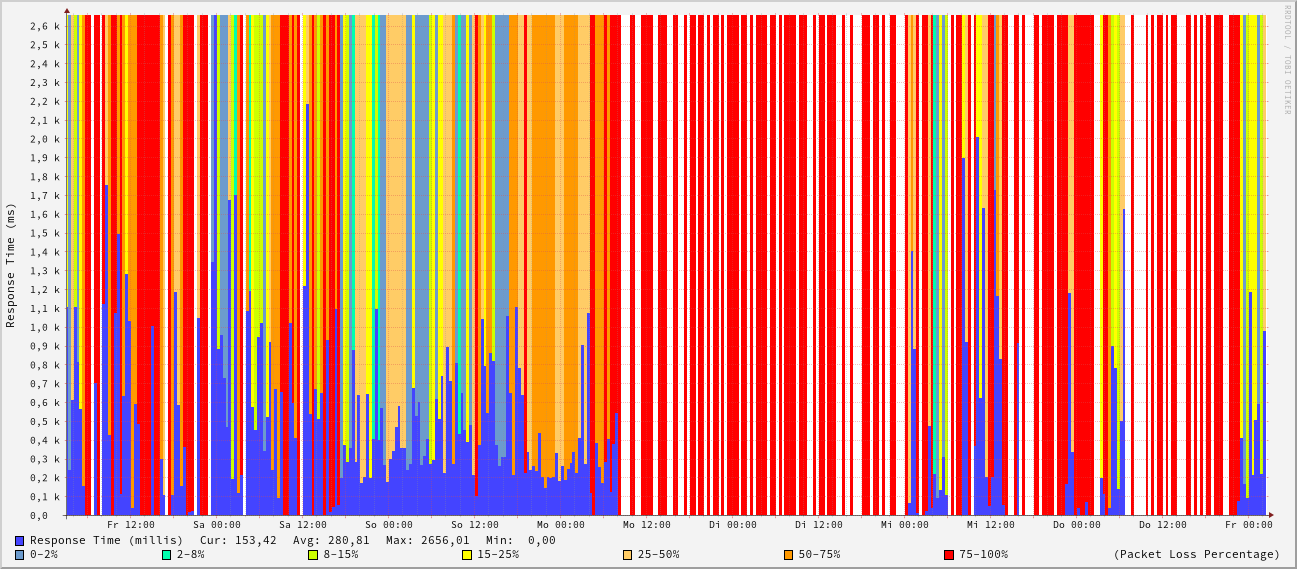 RRDTOOL / TOBI OETIKER
Response Time (ms)
2,6 k
2,5 k
2,4 k
2,3 k
2,2 k
2,1 k
2,0 k
1,9 k
1,8 k
1,7 k
1,6 k
1,5 k
1,4 k
1,3 k
1,2 k
1,1 k
1,0 k
0,9 k
0,8 k
0,7 k
0,6 k
0,5 k
0,4 k
0,3 k
0,2 k
0,1 k
0,0
Fr 12:00 Sa 00:00 Sa 12:00 So 00:00 So 12:00 Mo 00:00 Mo 12:00 Di 00:00 Di 12:00 Mi 00:00 Mi 12:00 Do 00:00 Do 12:00 Fr 00:00
Response Time (millis) Cur: 153,42 Avg: 280,81 Max: 2656,01 Min: 0,00
0-2% 2-8% 8-15% 15-25% 25-50% 50-75% 75-100% (Packet Loss Percentage)